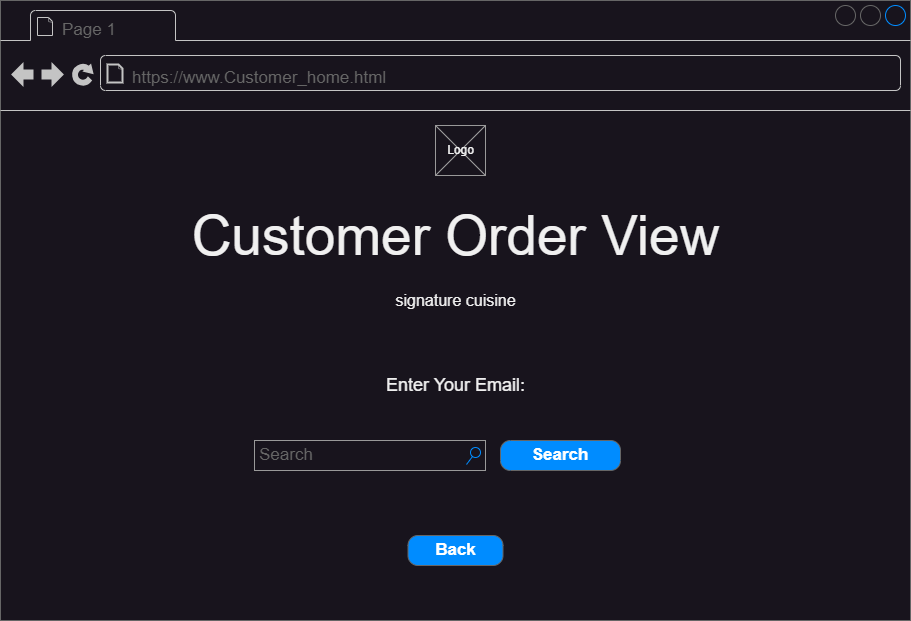 Page 1
https://www.Customer_home.html
Logo
Customer Order View
signature cuisine
Enter Your Email:
Search Search
Back